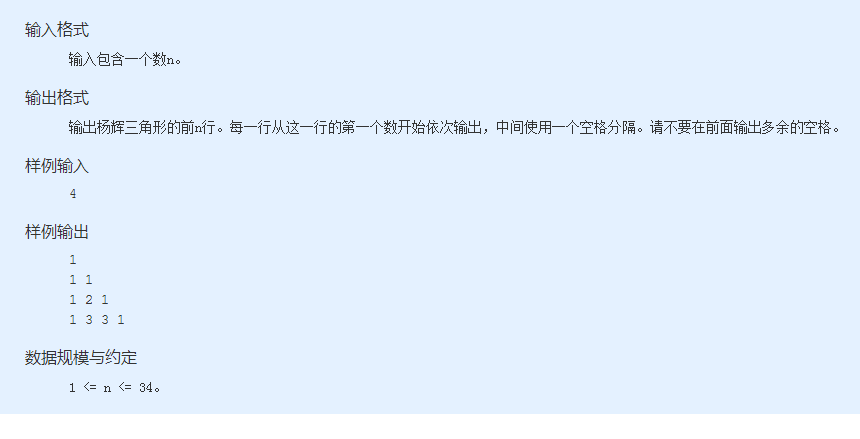 输入格式
输入包含一个数n。
输出格式
输出杨辉三角形的前n行。每一行从这一行的第一个数开始依次输出，中间使用一个空格分隔。请不要在前面输出多余的空格。
样例输入
4
样例输出
1
1 1
1 2 1
1 3 3 1
数据规模与约定
1 <= n <= 34。